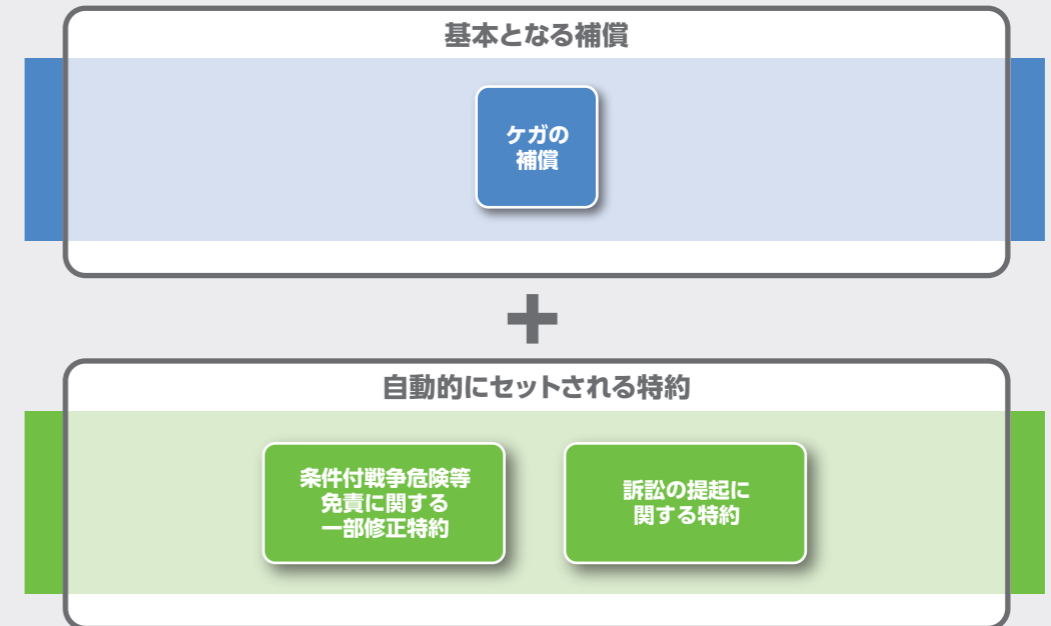 基本となる補償
ケガの
補償
+
自動的にセットされる特約
条件付戦争危険等
免責に関する
一部修正特約
訴訟の提起に
関する特約